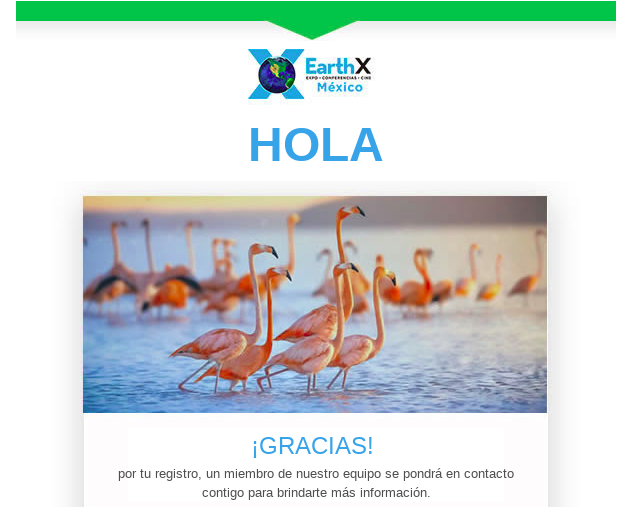 EarthX
EXPO • CONFERENCIAS • CINE
México
HOLA
¡GRACIAS!
por tu registro, un miembro de nuestro equipo se pondrá en contacto
contigo para brindarte más información.